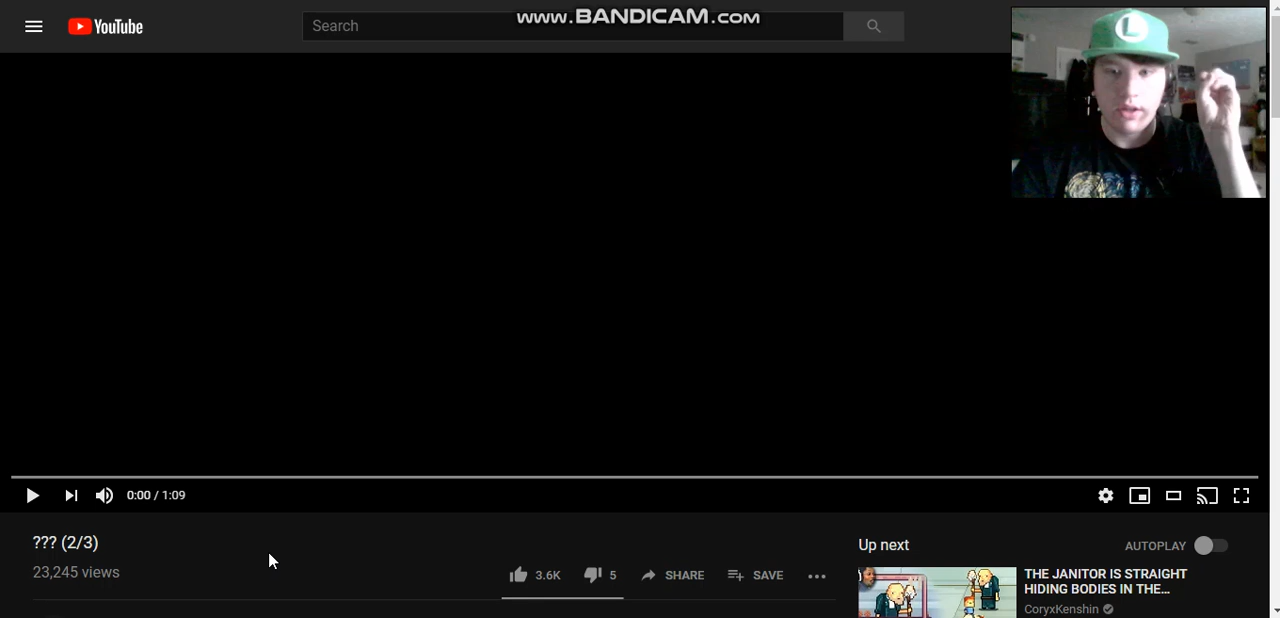 www.BANDICAM.com
YouTube
Search
L
0:00 / 1:09
??? (2/3)
23,245 views
3.6K
5
SHARE
SAVE
Up next
AUTOPLAY
THE JANITOR IS STRAIGHT
HIDING BODIES IN THE...
CoryxKenshin